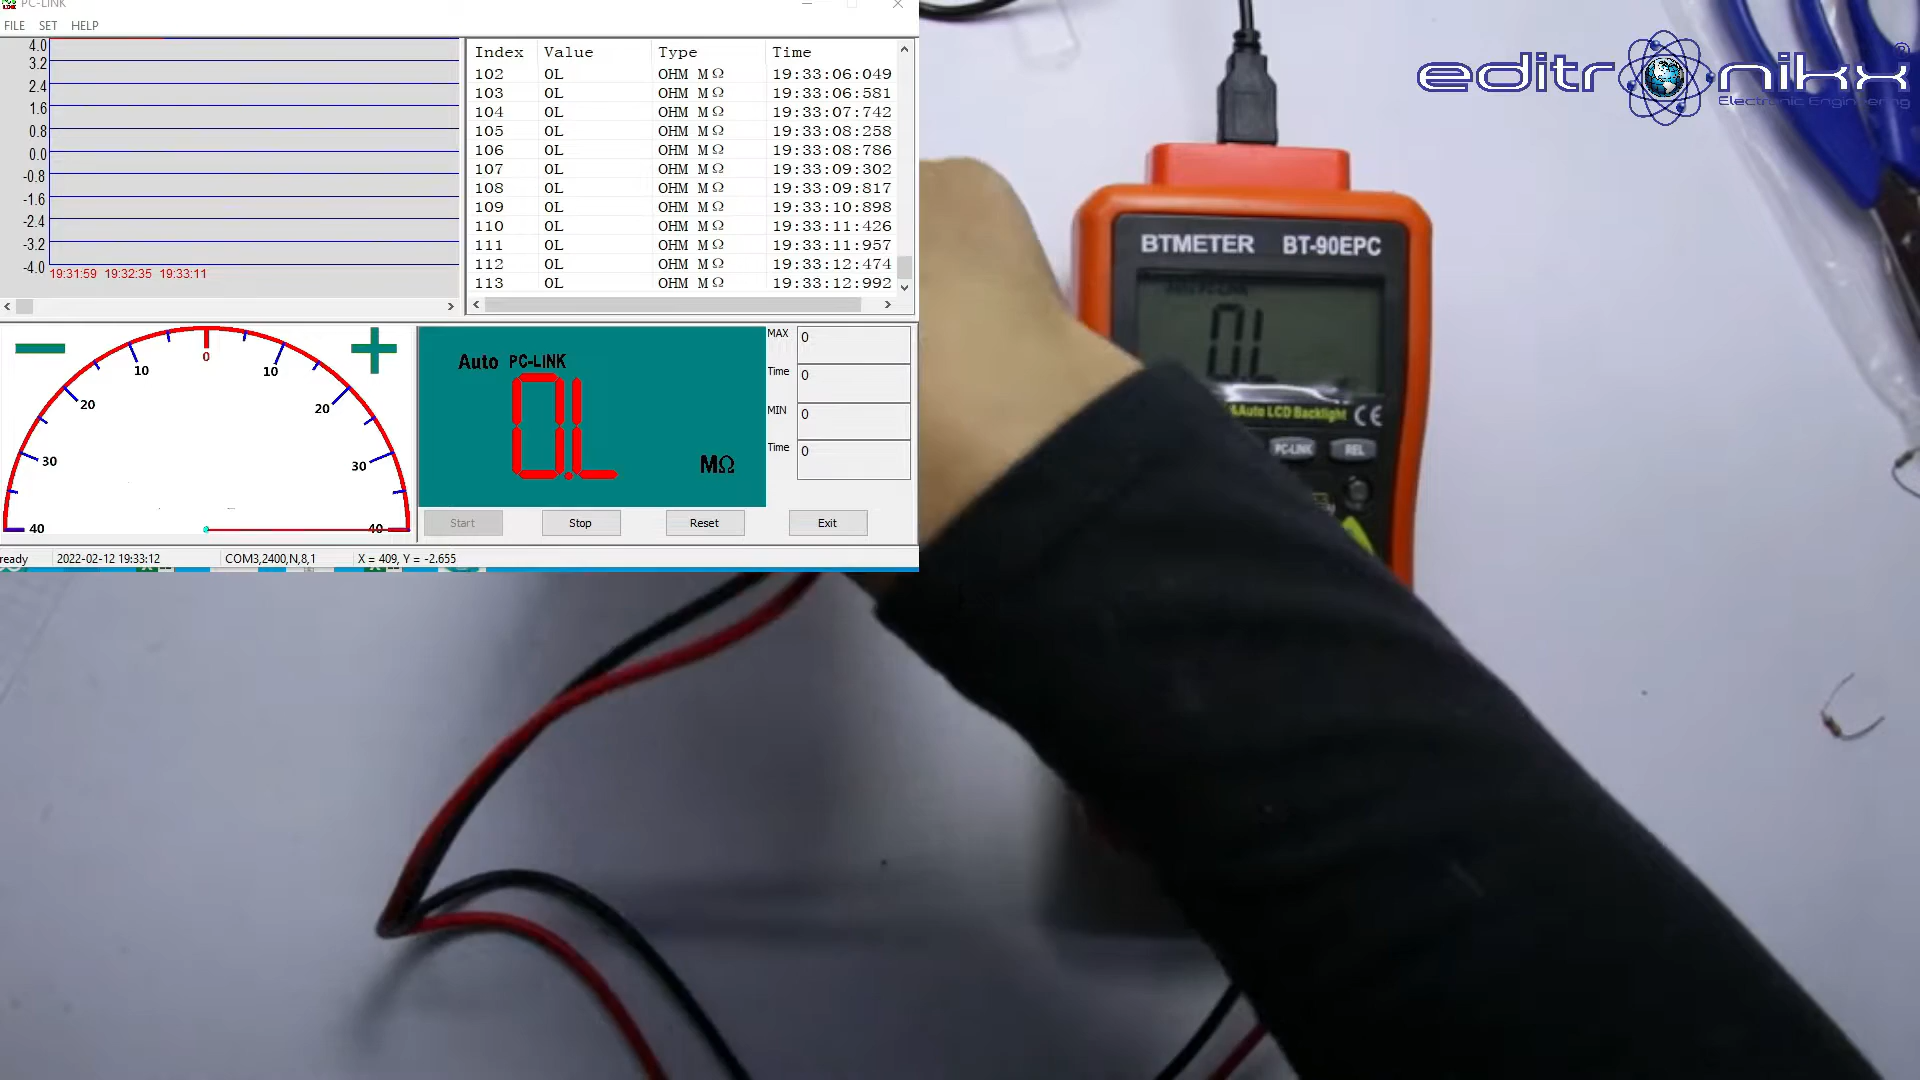 PC-LINK
FILE SET HELP
4.0
3.2
2.4
1.6
0.8
0.0
-0.8
-1.6
-2.4
-3.2
-4.0
19:31:59 19:32:35 19:33:11
Index Value Type Time
102 OL OHM MΩ 19:33:06:049
103 OL OHM MΩ 19:33:06:581
104 OL OHM MΩ 19:33:07:742
105 OL OHM MΩ 19:33:08:258
106 OL OHM MΩ 19:33:08:786
107 OL OHM MΩ 19:33:09:302
108 OL OHM MΩ 19:33:09:817
109 OL OHM MΩ 19:33:10:898
110 OL OHM MΩ 19:33:11:426
111 OL OHM MΩ 19:33:11:957
112 OL OHM MΩ 19:33:12:474
113 OL OHM MΩ 19:33:12:992
0
10 10
20 20
30 30
40 40
Auto PC-LINK
0.L
MΩ
MAX 0
Time 0
MIN 0
Time 0
Start Stop Reset Exit
ready 2022-02-12 19:33:12 COM3,2400,N,8,1 X = 409, Y = -2.655
editronikx ®
Electronic Engineering
BTMETER BT-90EPC
0.L
&Auto LCD Backlight CE
PC-LINK REL